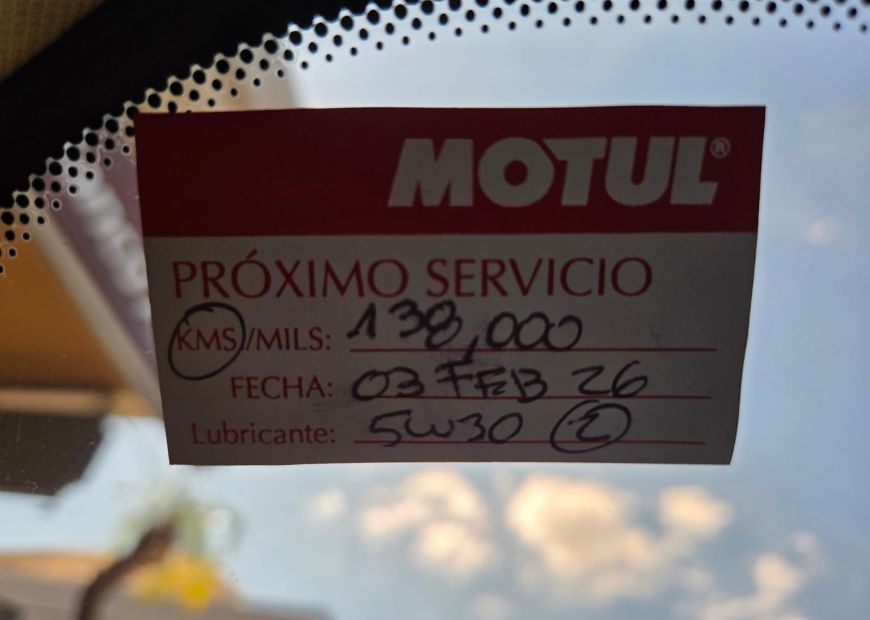 MOTUL®
PRÓXIMO SERVICIO
KMS/MILS: 138,000
FECHA: 03 FEB 26
Lubricante: 5W30